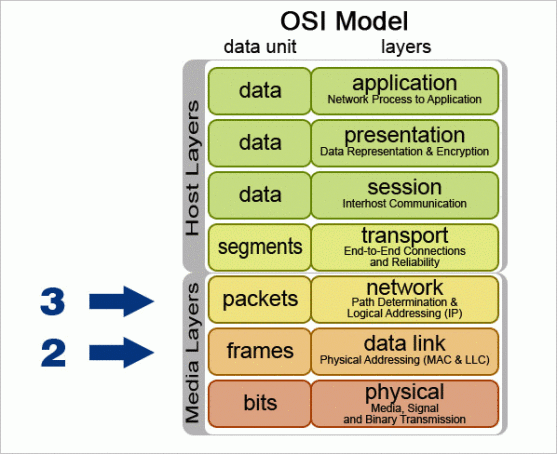 OSI Model
data unit layers
Host Layers
data application
Network Process to Application
data presentation
Data Representation & Encryption
data session
Interhost Communication
segments transport
End-to-End Connections
and Reliability
Media Layers
3 packets network
Path Determination &
Logical Addressing (IP)
2 frames data link
Physical Addressing (MAC & LLC)
bits physical
Media, Signal
and Binary Transmission